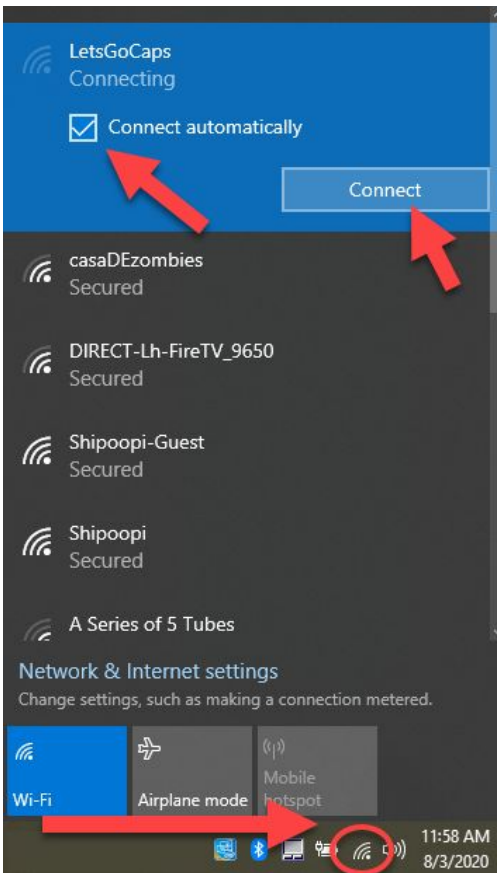 LetsGoCaps
Connecting
Connect automatically
Connect
casaDEzombies
Secured
DIRECT-Lh-FireTV_9650
Secured
Shipoopi-Guest
Secured
Shipoopi
Secured
A Series of 5 Tubes
Network & Internet settings
Change settings, such as making a connection metered.
Wi-Fi
Airplane mode
Mobile
hotspot
11:58 AM
8/3/2020